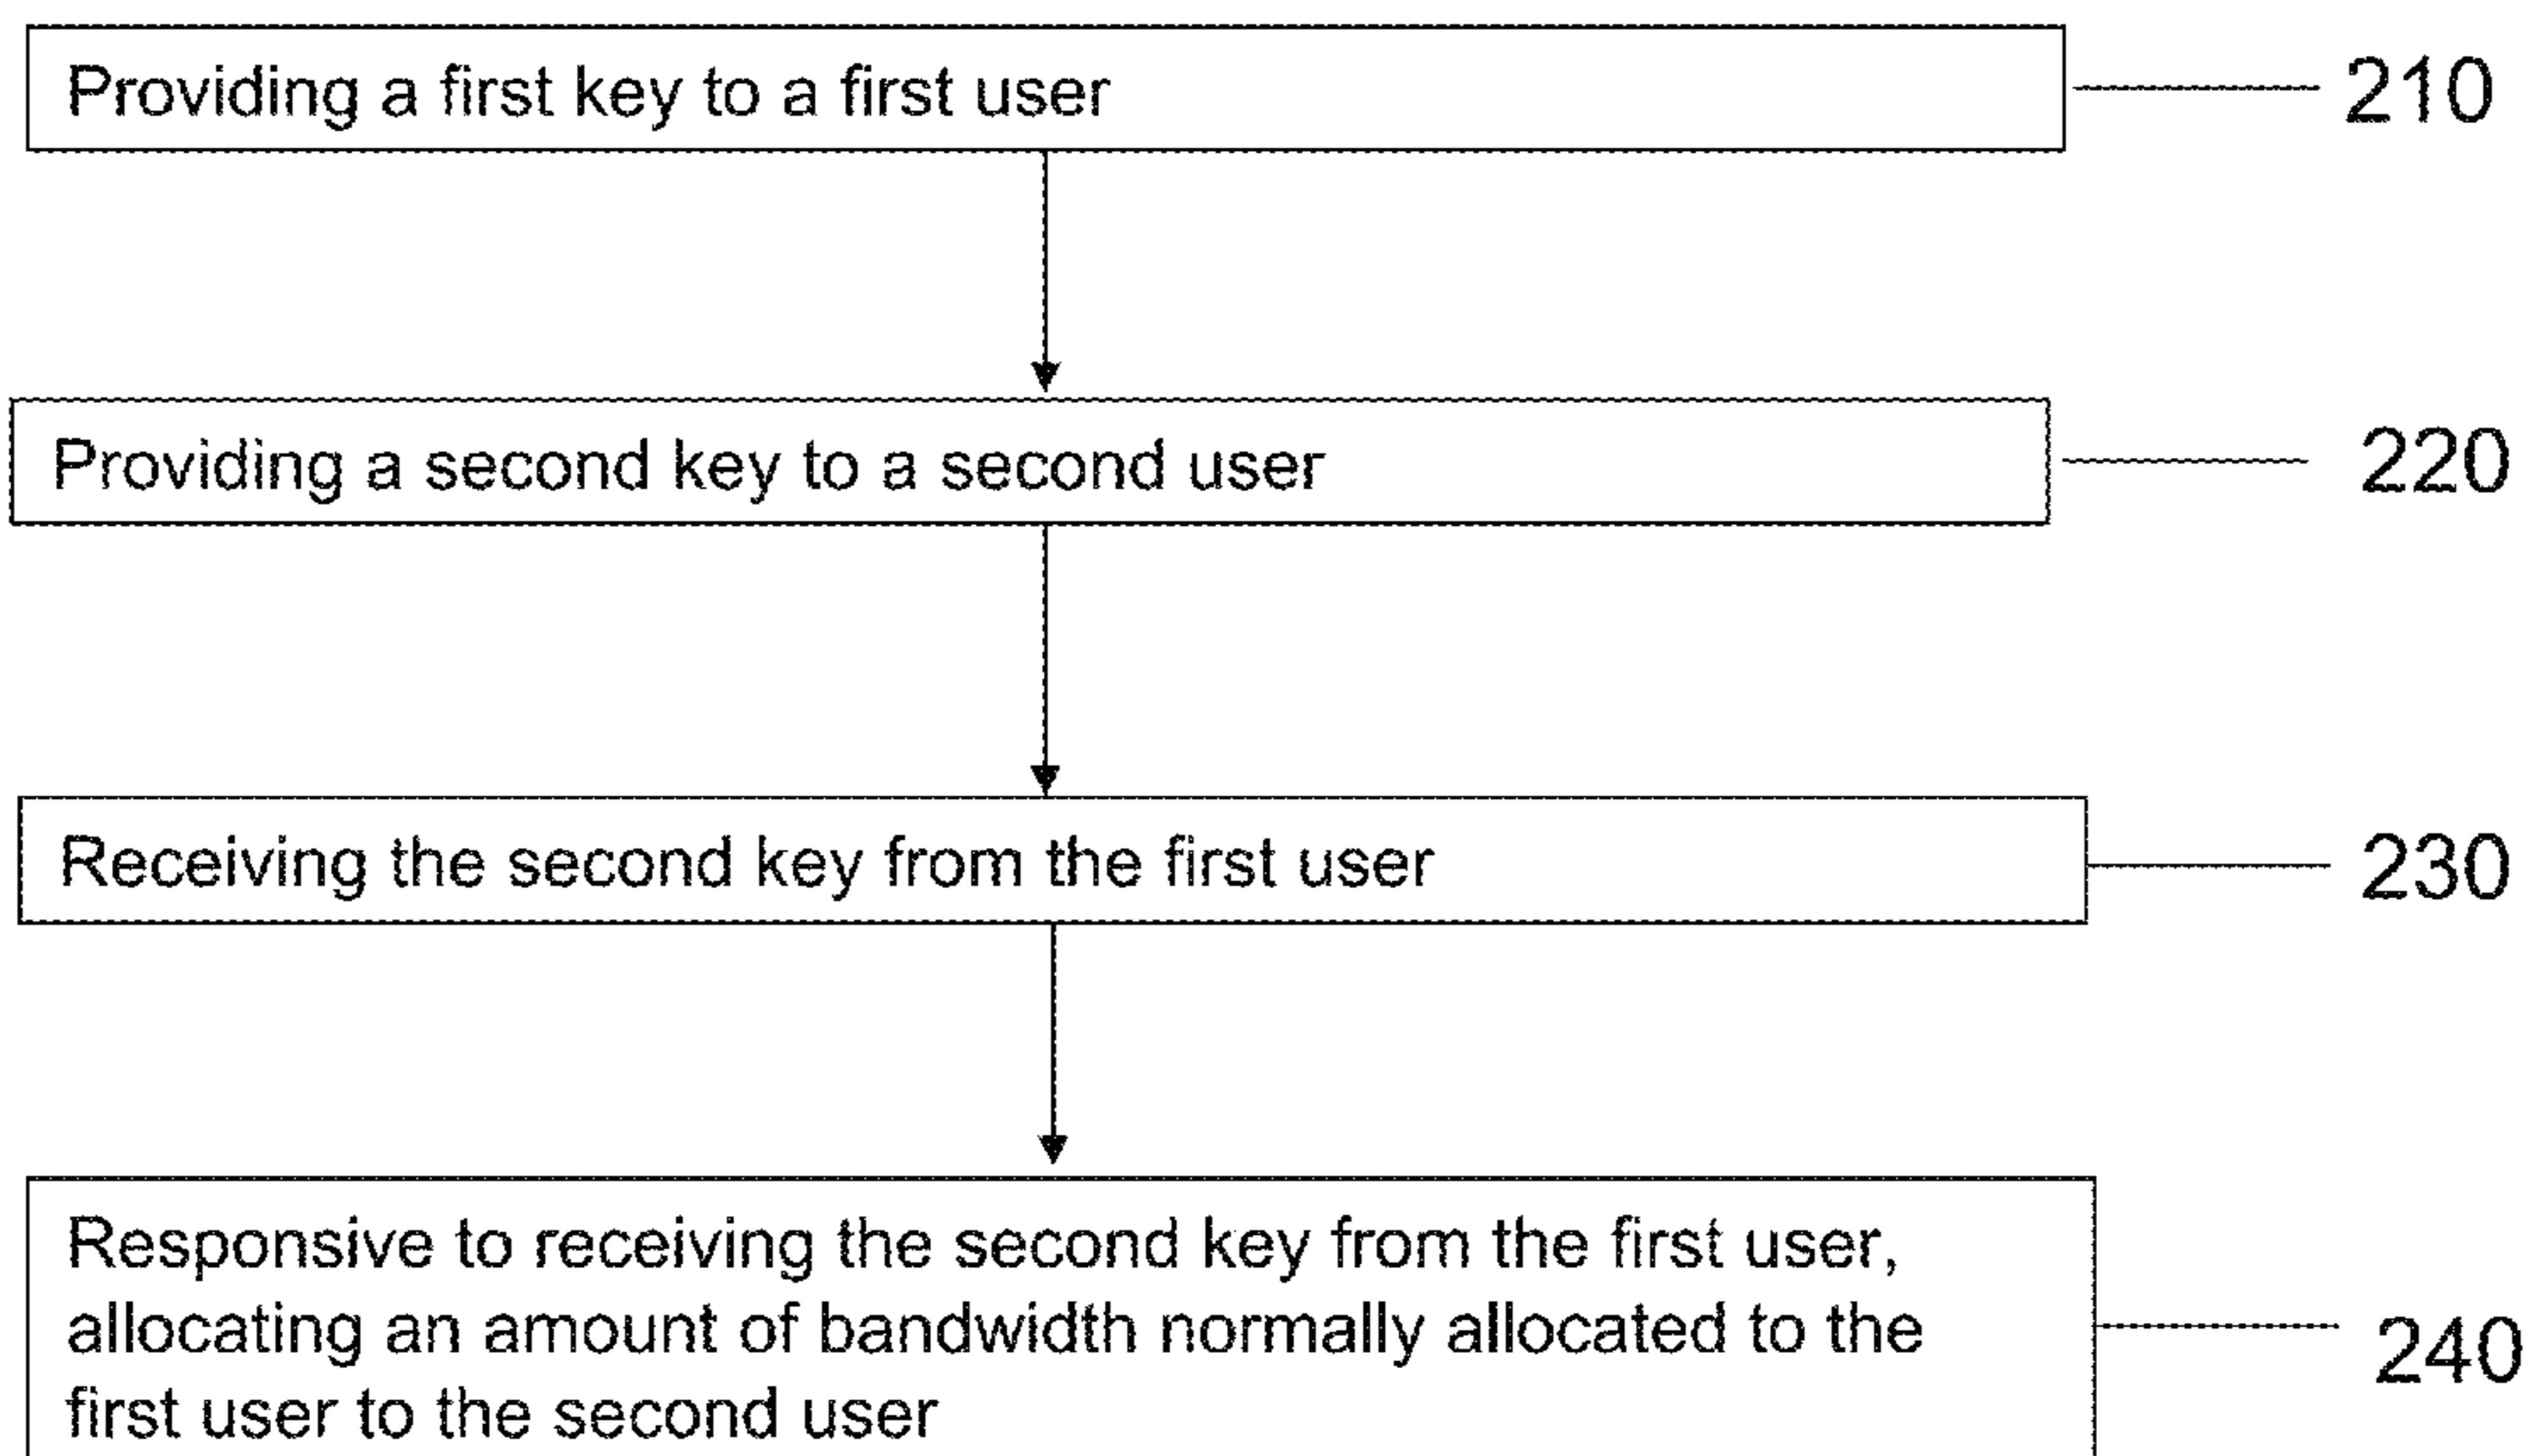 Providing a first key to a first user
210
Providing a second key to a second user
220
Receiving the second key from the first user
230
Responsive to receiving the second key from the first user,
allocating an amount of bandwidth normally allocated to the
first user to the second user
240